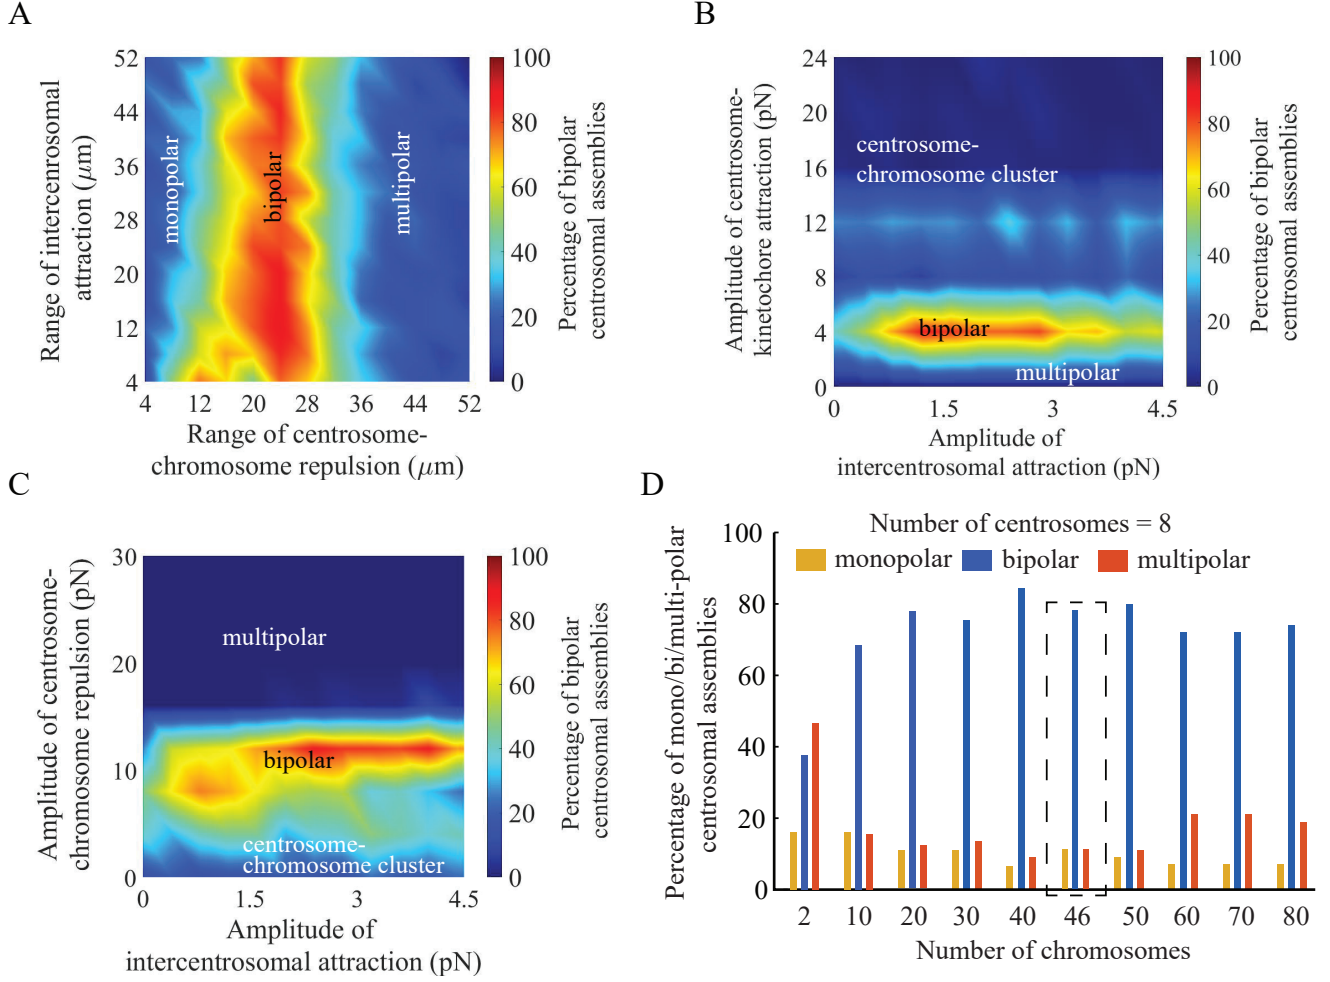 A
52
44
36
28
20
12
4
Range of intercentrosomal
attraction (μm)
monopolar
bipolar
multipolar
4 12 20 28 36 44 52
Range of centrosome-
chromosome repulsion (μm)
100
80
60
40
20
0
Percentage of bipolar
centrosomal assemblies
B
24
20
16
12
8
4
0
Amplitude of centrosome-
kinetochore attraction (pN)
centrosome-
chromosome cluster
bipolar
multipolar
0 1.5 3 4.5
Amplitude of
intercentrosomal attraction (pN)
100
80
60
40
20
0
Percentage of bipolar
centrosomal assemblies
C
30
20
10
0
Amplitude of centrosome-
chromosome repulsion (pN)
multipolar
bipolar
centrosome-
chromosome cluster
0 1.5 3 4.5
Amplitude of
intercentrosomal attraction (pN)
100
80
60
40
20
0
Percentage of bipolar
centrosomal assemblies
D
100
80
60
40
20
0
Percentage of mono/bi/multi-polar
centrosomal assemblies
Number of centrosomes = 8
monopolar bipolar multipolar
2 10 20 30 40 46 50 60 70 80
Number of chromosomes